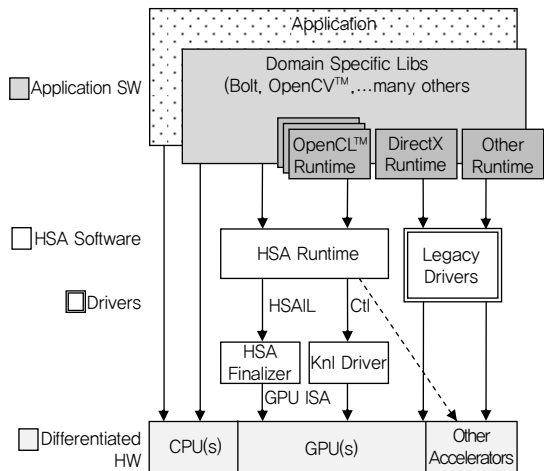 Application
Domain Specific Libs
(Bolt, OpenCV™,…many others
Application SW
OpenCL™
Runtime
DirectX
Runtime
Other
Runtime
HSA Software
HSA Runtime
Legacy
Drivers
Drivers
HSAIL
Ctl
HSA
Finalizer
Knl Driver
GPU ISA
Differentiated
HW
CPU(s)
GPU(s)
Other
Accelerators